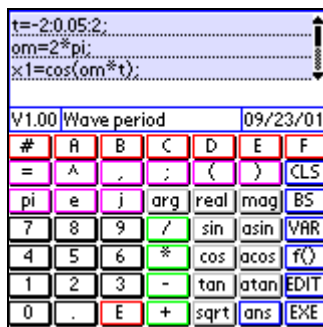 t=-2:0.05:2;
om=2*pi;
x1=cos(om*t);
V1.00 Wave period 09/23/01
# A B C D E F
= ^ , ; ( ) CLS
pi e j arg real mag BS
7 8 9 / sin asin VAR
4 5 6 * cos acos f()
1 2 3 - tan atan EDIT
0 . E + sqrt ans EXE